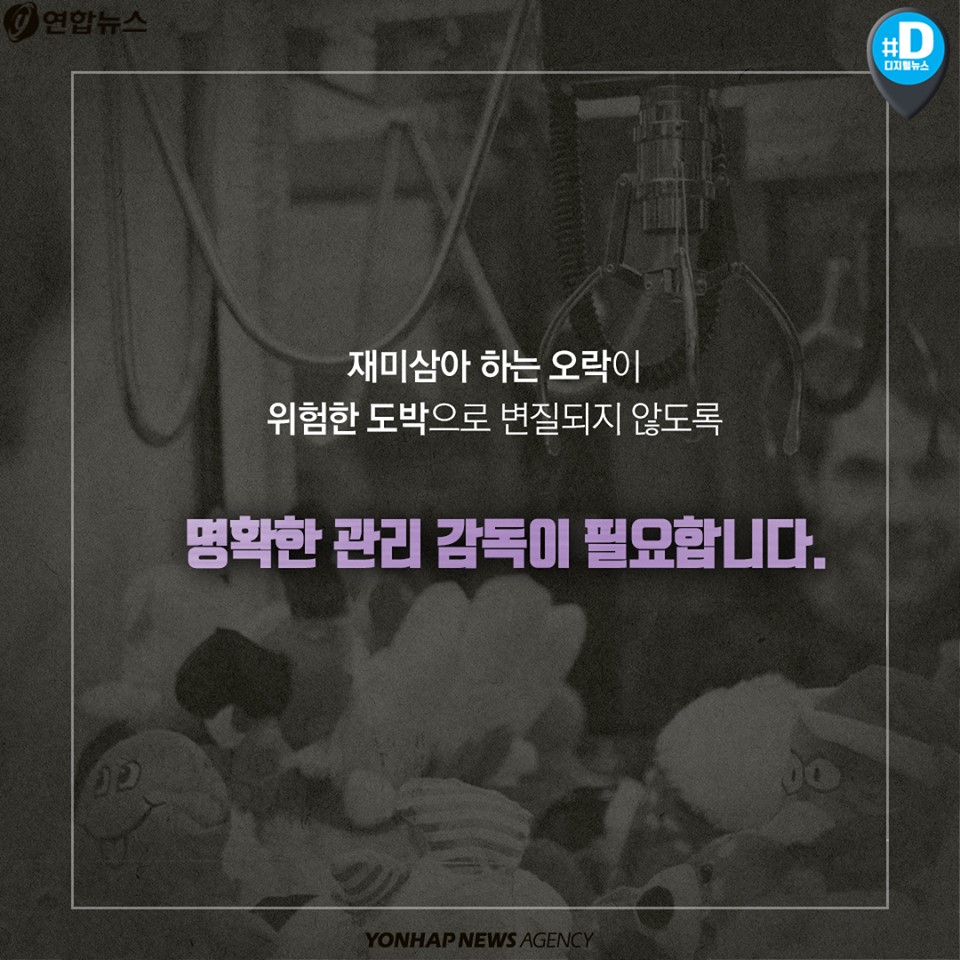 연합뉴스
#D
디지털뉴스
재미삼아 하는 오락이
위험한 도박으로 변질되지 않도록
명확한 관리 감독이 필요합니다.
YONHAP NEWS AGENCY